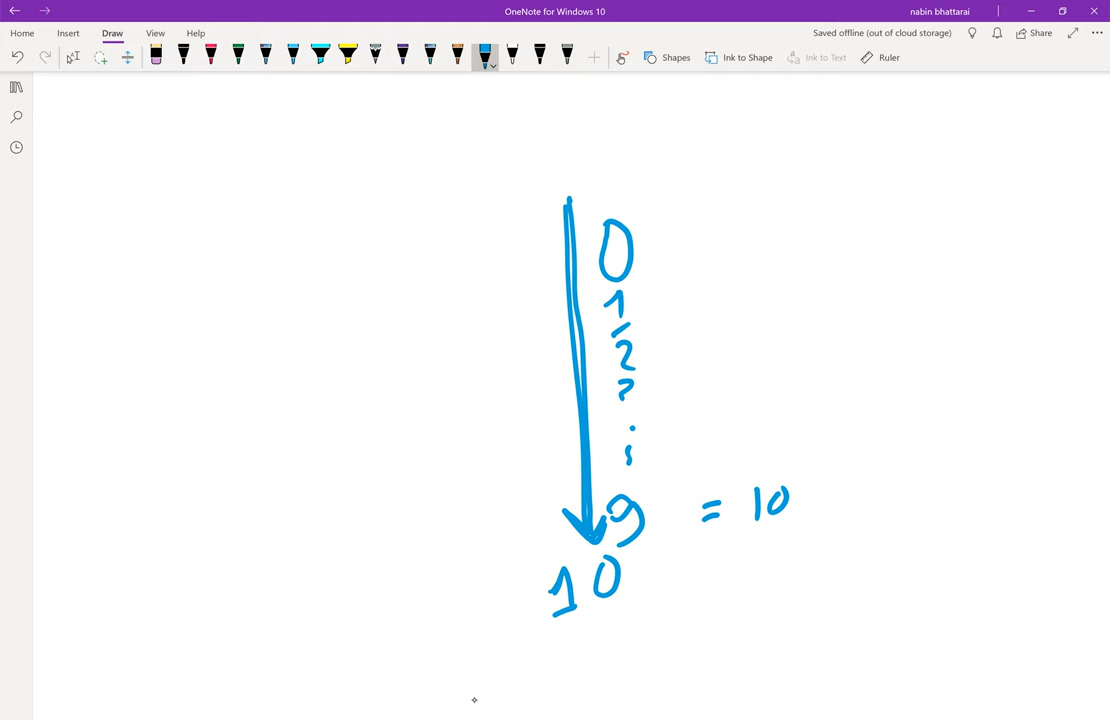 OneNote for Windows 10
nabin bhattarai
Home Insert Draw View Help
Saved offline (out of cloud storage)
Share
Shapes
Ink to Shape
Ink to Text
Ruler
0
1
2
.
9 = 10
10